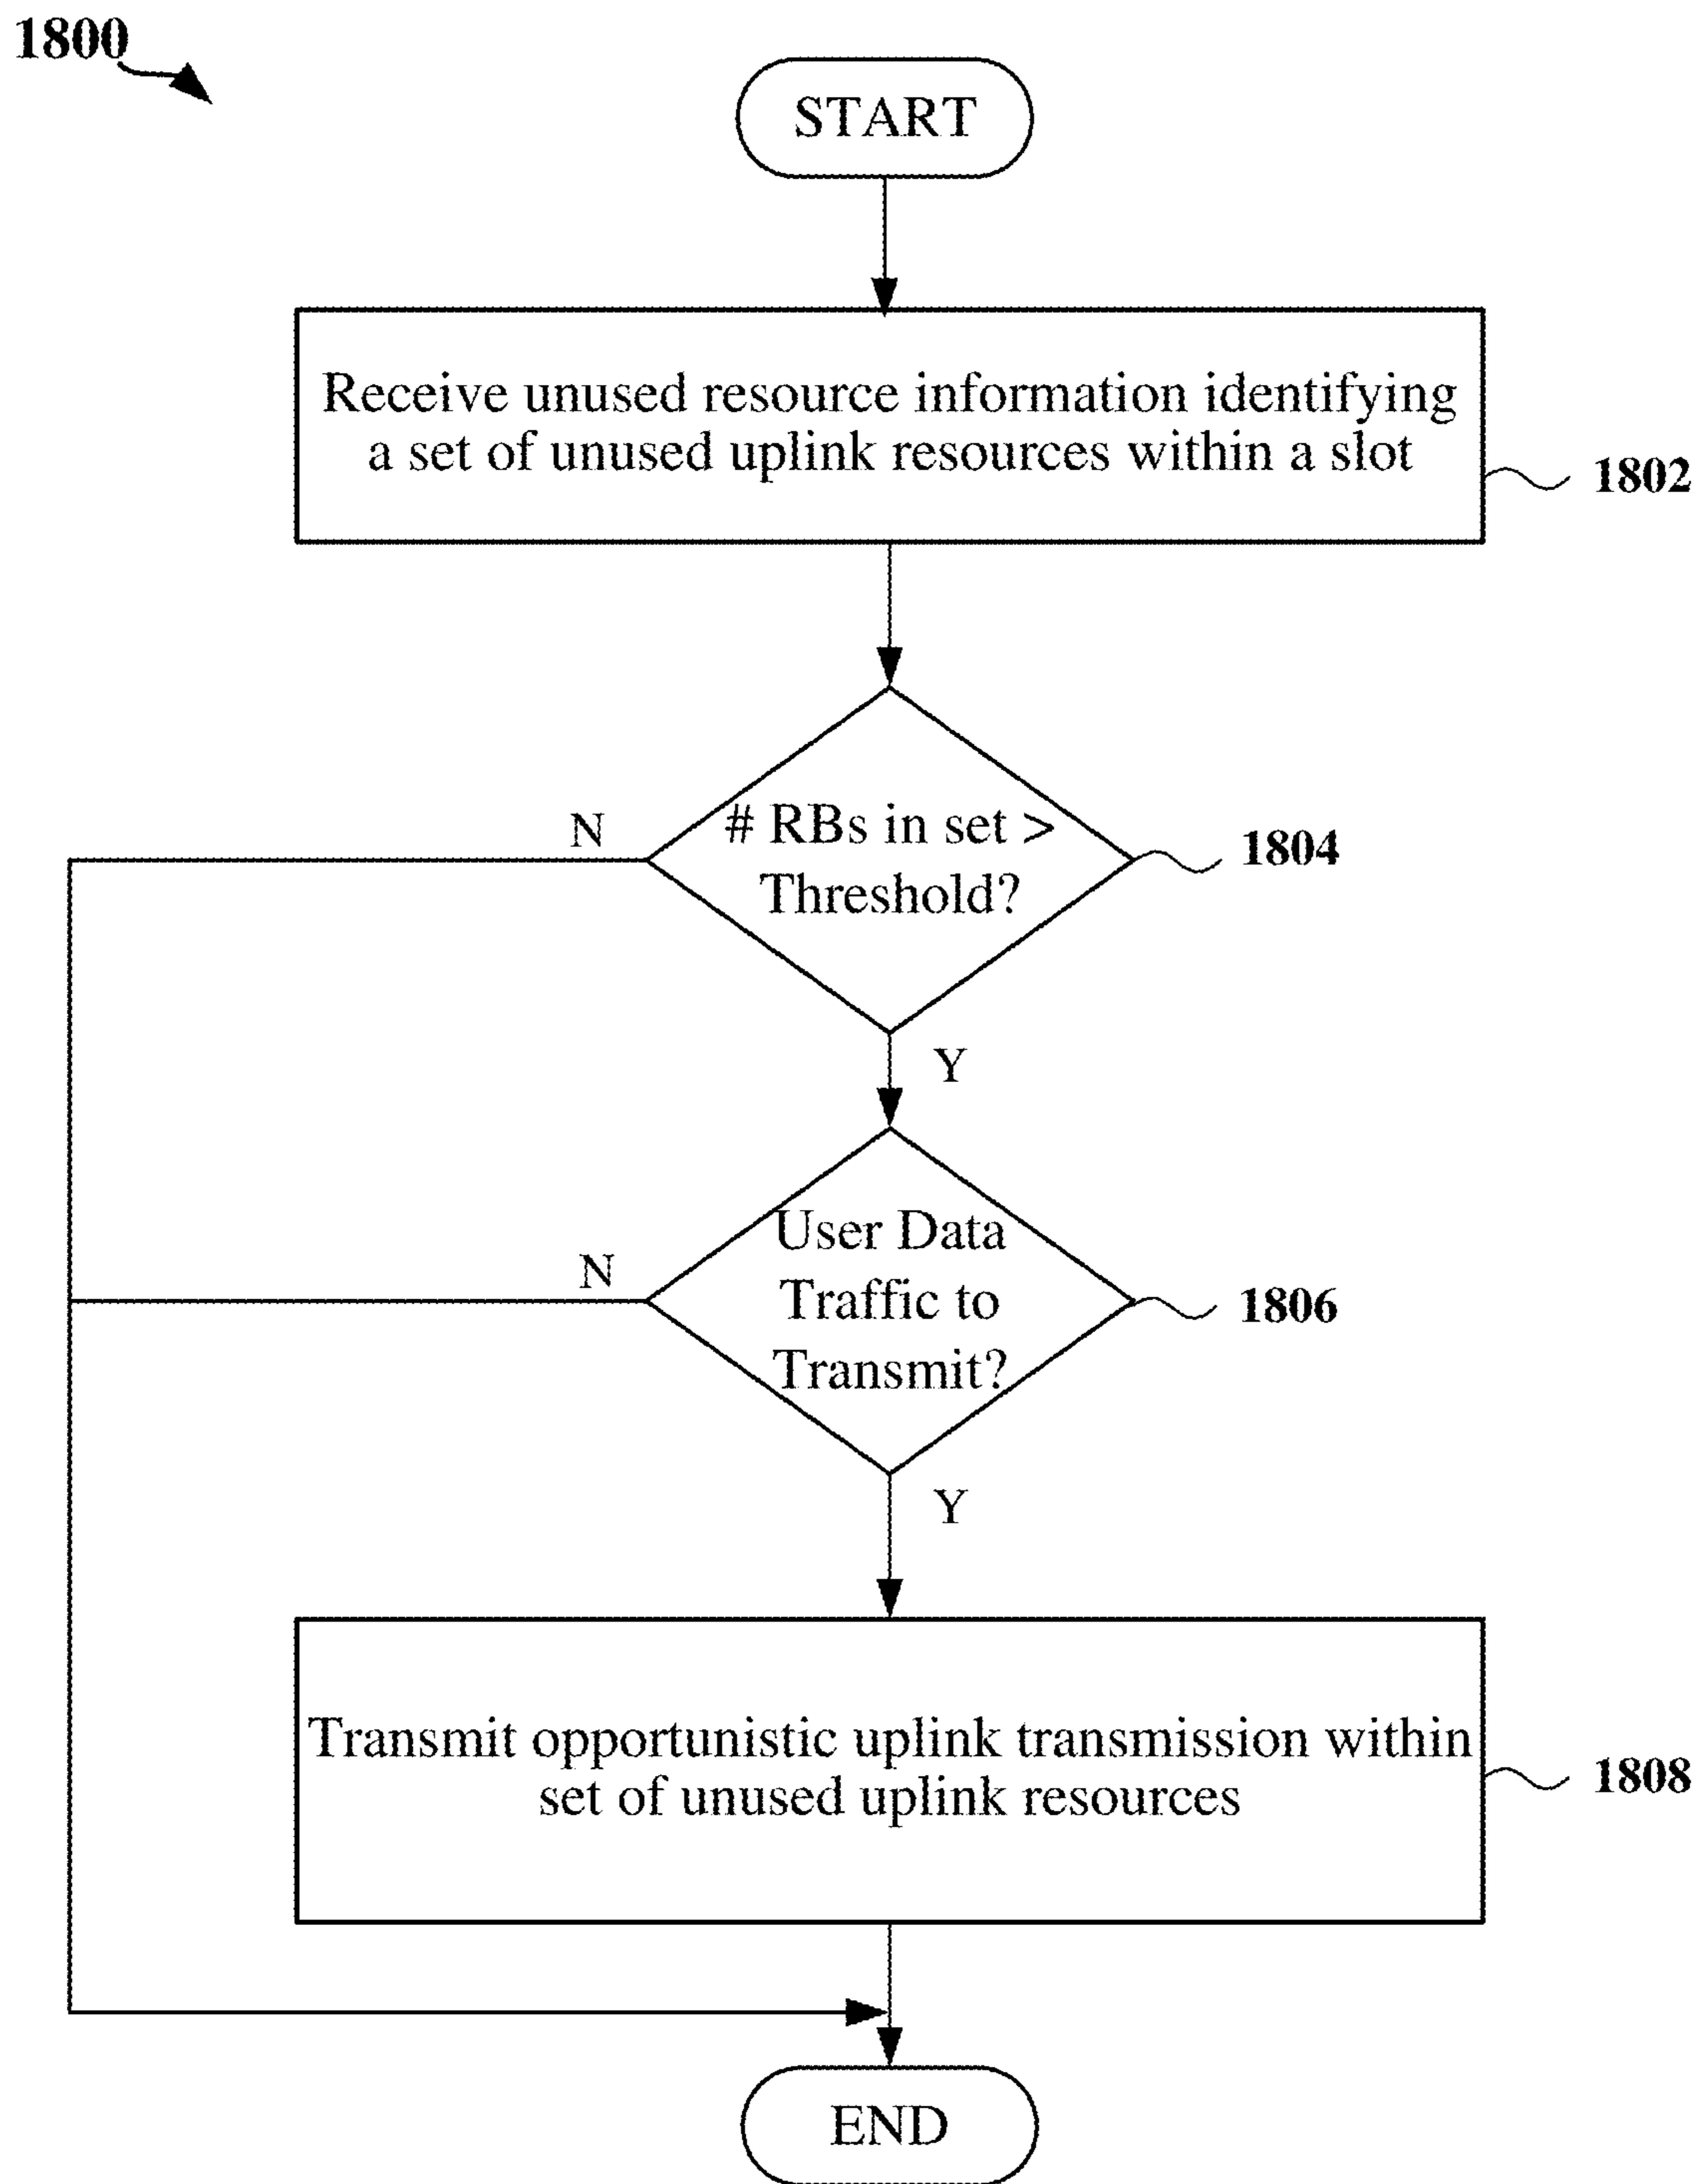 1800
START
Receive unused resource information identifying
a set of unused uplink resources within a slot
1802
N
# RBs in set >
Threshold?
1804
Y
N
User Data
Traffic to
Transmit?
1806
Y
Transmit opportunistic uplink transmission within
set of unused uplink resources
1808
END